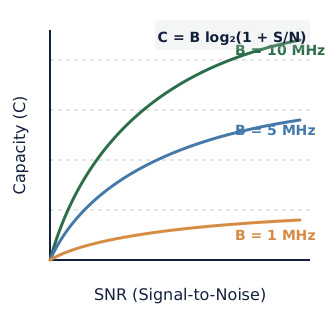 C = B log₂(1 + S/N)
B = 10 MHz
B = 5 MHz
B = 1 MHz
Capacity (C)
SNR (Signal-to-Noise)